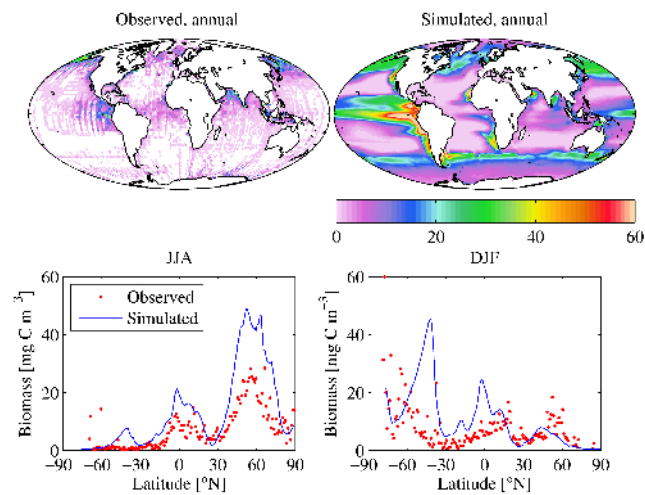 Observed, annual
Simulated, annual
0 20 40 60
JJA
DJF
Observed
Simulated
Biomass [mg C m⁻³]
60
40
20
0
−90 −60 −30 0 30 60 90
Latitude [°N]
Biomass [mg C m⁻³]
60
40
20
0
−90 −60 −30 0 30 60 90
Latitude [°N]